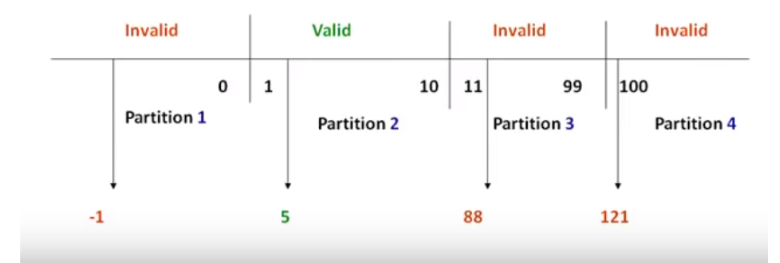 Invalid Valid Invalid Invalid
0 1 10 11 99 100
Partition 1 Partition 2 Partition 3 Partition 4
-1 5 88 121